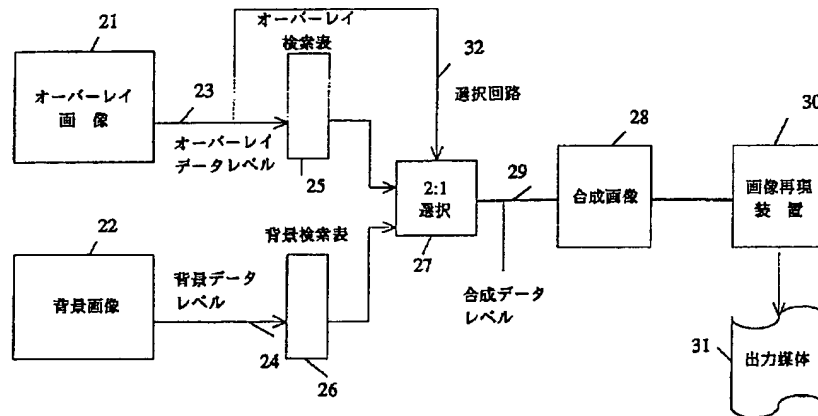 21
オーバーレイ
画像
23
オーバーレイ
データレベル
オーバーレイ
検索表
25
32
選択回路
22
背景画像
背景データ
レベル
24
背景検索表
26
2:1
選択
27
29
合成データ
レベル
28
合成画像
30
画像再現
装置
31
出力媒体